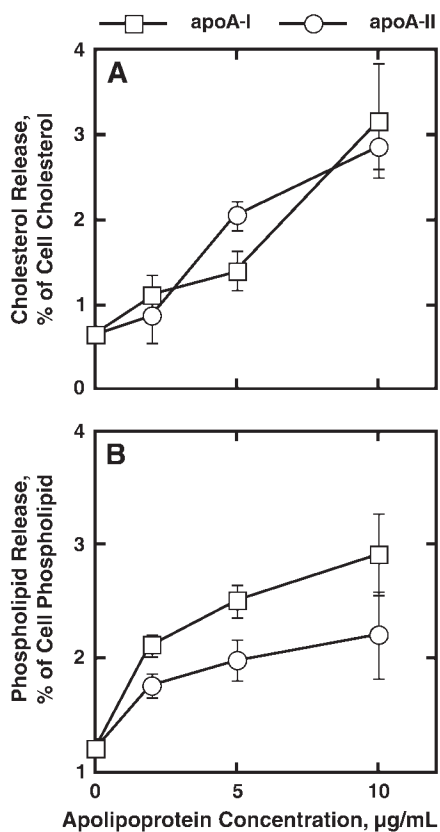 apoA-I apoA-II
A
4
3
2
1
0
Cholesterol Release,
% of Cell Cholesterol
B
4
3
2
1
Phospholipid Release,
% of Cell Phospholipid
0 5 10
Apolipoprotein Concentration, µg/mL